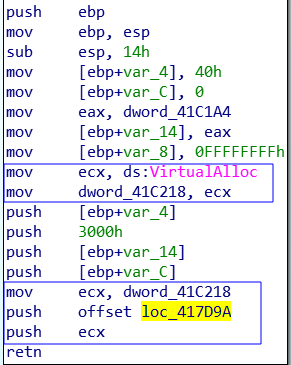 push ebp
mov ebp, esp
sub esp, 14h
mov [ebp+var_4], 40h
mov [ebp+var_C], 0
mov eax, dword_41C1A4
mov [ebp+var_14], eax
mov [ebp+var_8], 0FFFFFFFFh
mov ecx, ds:VirtualAlloc
mov dword_41C218, ecx
push [ebp+var_4]
push 3000h
push [ebp+var_14]
push [ebp+var_C]
mov ecx, dword_41C218
push offset loc_417D9A
push ecx
retn